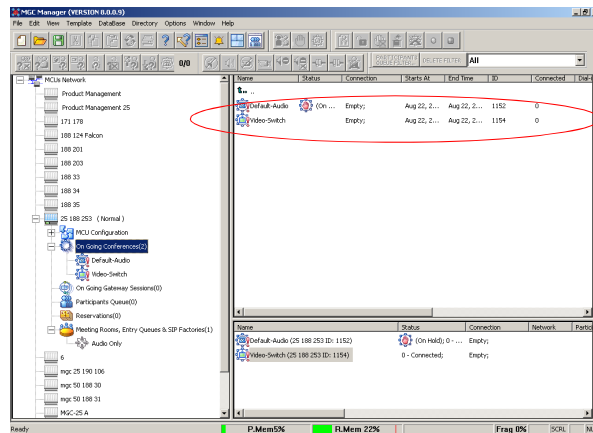 MGC Manager (VERSION 8.0.0.9)
File Edit View Template DataBase Directory Options Window Help
0/0 PARTICIPANTS QUEUE FILTER DELETE FILTER All
MCUs Network
Product Management
Product Management 25
171 178
188 124 Falcon
188 201
188 203
188 33
188 34
188 35
25 188 253 ( Normal )
MCU Configuration
On Going Conferences(2)
Default-Audio
Video-Switch
On Going Gateway Sessions(0)
Participants Queue(0)
Reservations(0)
Meeting Rooms, Entry Queues & SIP Factories(1)
Audio Only
6
mgc 25 190 106
mgc 50 188 30
mgc 50 188 31
MGC-25 A
Name Status Connection Starts At End Time ID Connected Dial-I
..
Default-Audio (On ... Empty; Aug 22, 2... Aug 22, 2... 1152 0
Video-Switch Empty; Aug 22, 2... Aug 22, 2... 1154 0
Name Status Connection Network Partic
Default-Audio (25 188 253 ID: 1152) (On Hold); 0 - ... Empty;
Video-Switch (25 188 253 ID: 1154) 0 - Connected; Empty;
Ready P.Mem5% R.Mem 22% Frag 0% SCRL NU